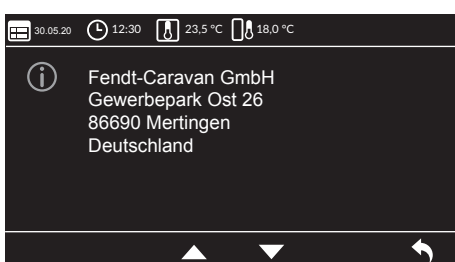 30.05.20 12:30 23,5 °C 18,0 °C
Fendt-Caravan GmbH
Gewerbepark Ost 26
86690 Mertingen
Deutschland